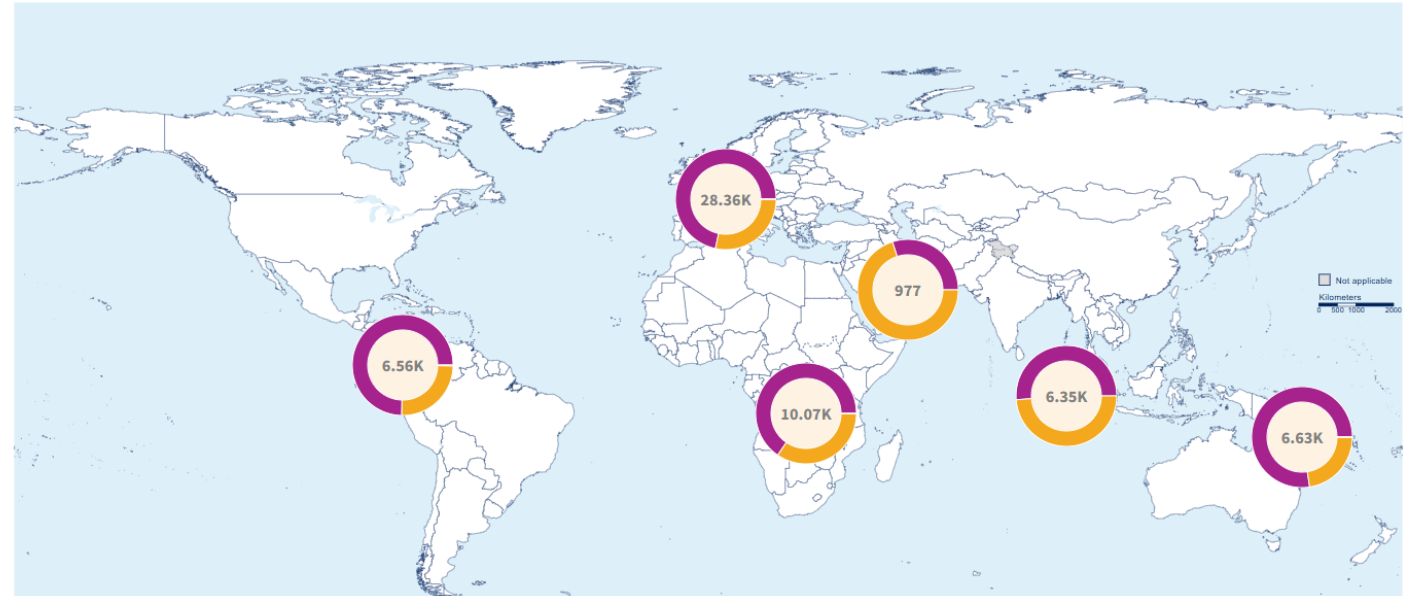 28.36K
977
Not applicable
Kilometers
0 500 1000 2000
6.56K
6.35K
10.07K
6.63K